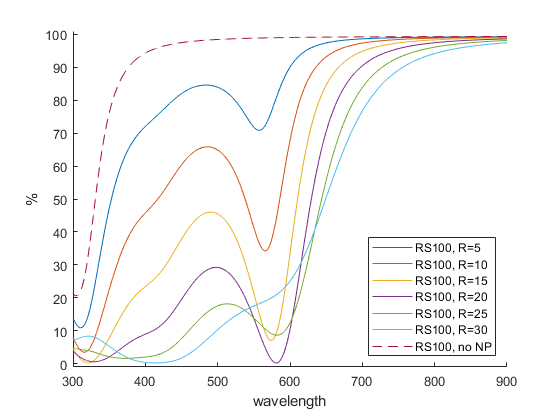 100
90
80
70
60
50
40
30
20
10
0
%
300 400 500 600 700 800 900
wavelength
RS100, R=5
RS100, R=10
RS100, R=15
RS100, R=20
RS100, R=25
RS100, R=30
RS100, no NP